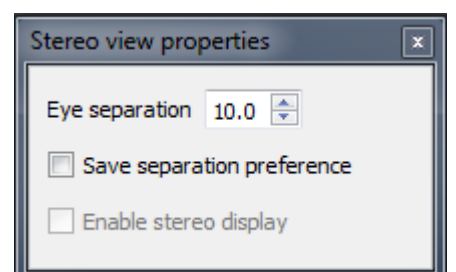 Stereo view properties
Eye separation 10.0
Save separation preference
Enable stereo display